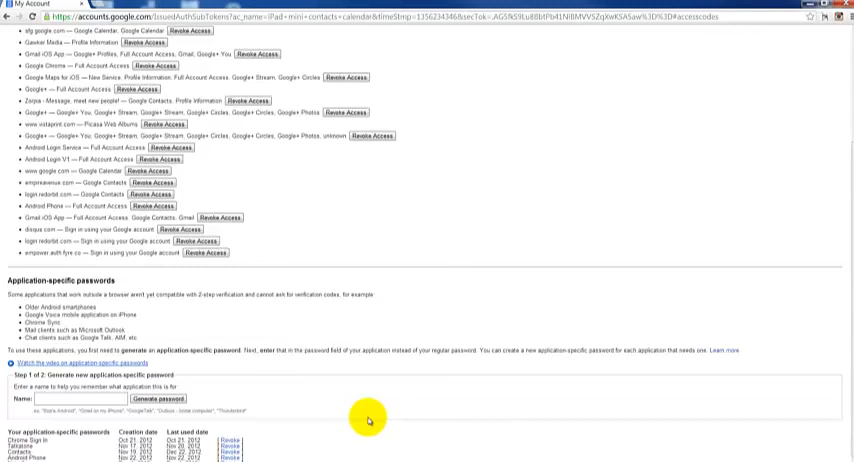 My Account
https://accounts.google.com/IssuedAuthSubTokens?ac_name=iPad+mini+contacts+calendar&timeStmp=1356234346&secTok=
sfg.google.com — Google Calendar, Google Calendar Revoke Access
Gawker Media — Profile Information Revoke Access
Gmail iOS App — Google+ Profiles, Full Account Access, Gmail, Google+ You Revoke Access
Google Chrome — Full Account Access Revoke Access
Google Maps for iOS — New Service, Profile Information, Full Account Access, Google+ Stream, Google+ Circles Revoke Access
Google+ — Full Account Access Revoke Access
Zorpia - Message, meet new people! — Google Contacts, Profile Information Revoke Access
Google+ — Google+ You, Google+ Stream, Google+ Circles, Google+ Circles, Google+ Photos Revoke Access
www.vistaprint.com — Picasa Web Albums Revoke Access
Google+ — Google+ You, Google+ Stream, Google+ Stream, Google+ Circles, Google+ Circles, Google+ Photos, unknown Revoke Access
Android Login Service — Full Account Access Revoke Access
Android Login V1 — Full Account Access Revoke Access
www.google.com — Google Calendar Revoke Access
empireavenue.com — Google Contacts Revoke Access
login.redorbit.com — Google Contacts Revoke Access
Android Phone — Full Account Access Revoke Access
Gmail iOS App — Full Account Access, Google Contacts, Gmail Revoke Access
disqus.com — Sign in using your Google account Revoke Access
login.redorbit.com — Sign in using your Google account Revoke Access
empower.auth.fyre.co — Sign in using your Google account Revoke Access
Application-specific passwords
Some applications that work outside a browser aren't yet compatible with 2-step verification and cannot ask for verification codes, for example:
Older Android smartphones
Google Voice mobile application on iPhone
Chrome Sync
Mail clients such as Microsoft Outlook
Chat clients such as Google Talk, AIM, etc
To use these applications, you first need to generate an application-specific password. Next, enter that in the password field of your application instead of your regular password. You can create a new application-specific password for each application that needs one. Learn more
Watch the video on application-specific passwords
Step 1 of 2: Generate new application-specific password
Enter a name to help you remember what application this is for
Name: Generate password
ex. "Bob's Android", "Gmail on my iPhone", "GoogleTalk", "Outlook - home computer", "Thunderbird"
Your application-specific passwords Creation date Last used date
Chrome Sign in Oct 21, 2012 Oct 21, 2012 [ Revoke ]
Talkatone Nov 17, 2012 Nov 20, 2012 [ Revoke ]
Contacts Nov 19, 2012 Dec 22, 2012 [ Revoke ]
Android Phone Nov 22, 2012 Nov 22, 2012 [ Revoke ]